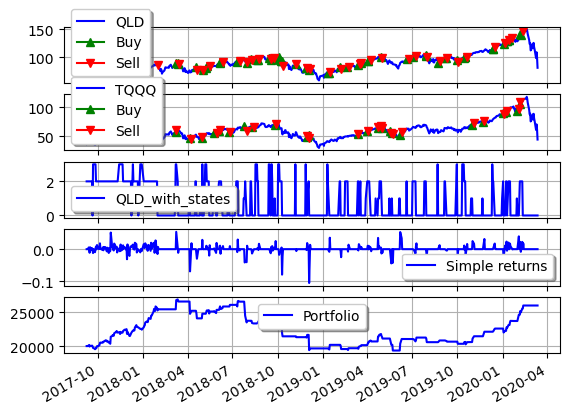 150
100
QLD
Buy
Sell
100
50
TQQQ
Buy
Sell
2
0
QLD_with_states
0.0
−0.1
Simple returns
25000
20000
Portfolio
2017-10
2018-01
2018-04
2018-07
2018-10
2019-01
2019-04
2019-07
2019-10
2020-01
2020-04